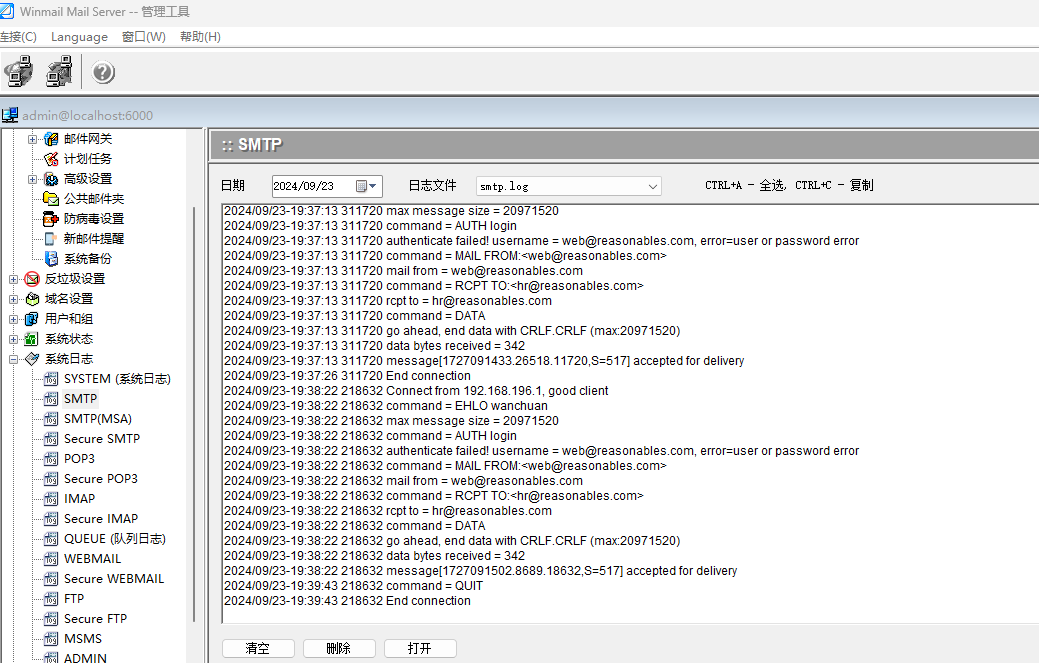 Winmail Mail Server -- 管理工具
连接(C) Language 窗口(W) 帮助(H)
admin@localhost:6000
邮件网关
计划任务
高级设置
公共邮件夹
防病毒设置
新邮件提醒
系统备份
反垃圾设置
域名设置
用户和组
系统状态
系统日志
SYSTEM (系统日志)
SMTP
SMTP(MSA)
Secure SMTP
POP3
Secure POP3
IMAP
Secure IMAP
QUEUE (队列日志)
WEBMAIL
Secure WEBMAIL
FTP
Secure FTP
MSMS
ADMIN
:: SMTP
日期 2024/09/23 日志文件 smtp.log CTRL+A - 全选, CTRL+C - 复制
2024/09/23-19:37:13 311720 max message size = 20971520
2024/09/23-19:37:13 311720 command = AUTH login
2024/09/23-19:37:13 311720 authenticate failed! username = web@reasonables.com, error=user or password error
2024/09/23-19:37:13 311720 command = MAIL FROM:<web@reasonables.com>
2024/09/23-19:37:13 311720 mail from = web@reasonables.com
2024/09/23-19:37:13 311720 command = RCPT TO:<hr@reasonables.com>
2024/09/23-19:37:13 311720 rcpt to = hr@reasonables.com
2024/09/23-19:37:13 311720 command = DATA
2024/09/23-19:37:13 311720 go ahead, end data with CRLF.CRLF (max:20971520)
2024/09/23-19:37:13 311720 data bytes received = 342
2024/09/23-19:37:13 311720 message[1727091433.26518.11720,S=517] accepted for delivery
2024/09/23-19:37:26 311720 End connection
2024/09/23-19:38:22 218632 Connect from 192.168.196.1, good client
2024/09/23-19:38:22 218632 command = EHLO wanchuan
2024/09/23-19:38:22 218632 max message size = 20971520
2024/09/23-19:38:22 218632 command = AUTH login
2024/09/23-19:38:22 218632 authenticate failed! username = web@reasonables.com, error=user or password error
2024/09/23-19:38:22 218632 command = MAIL FROM:<web@reasonables.com>
2024/09/23-19:38:22 218632 mail from = web@reasonables.com
2024/09/23-19:38:22 218632 command = RCPT TO:<hr@reasonables.com>
2024/09/23-19:38:22 218632 rcpt to = hr@reasonables.com
2024/09/23-19:38:22 218632 command = DATA
2024/09/23-19:38:22 218632 go ahead, end data with CRLF.CRLF (max:20971520)
2024/09/23-19:38:22 218632 data bytes received = 342
2024/09/23-19:38:22 218632 message[1727091502.8689.18632,S=517] accepted for delivery
2024/09/23-19:39:43 218632 command = QUIT
2024/09/23-19:39:43 218632 End connection
清空 删除 打开